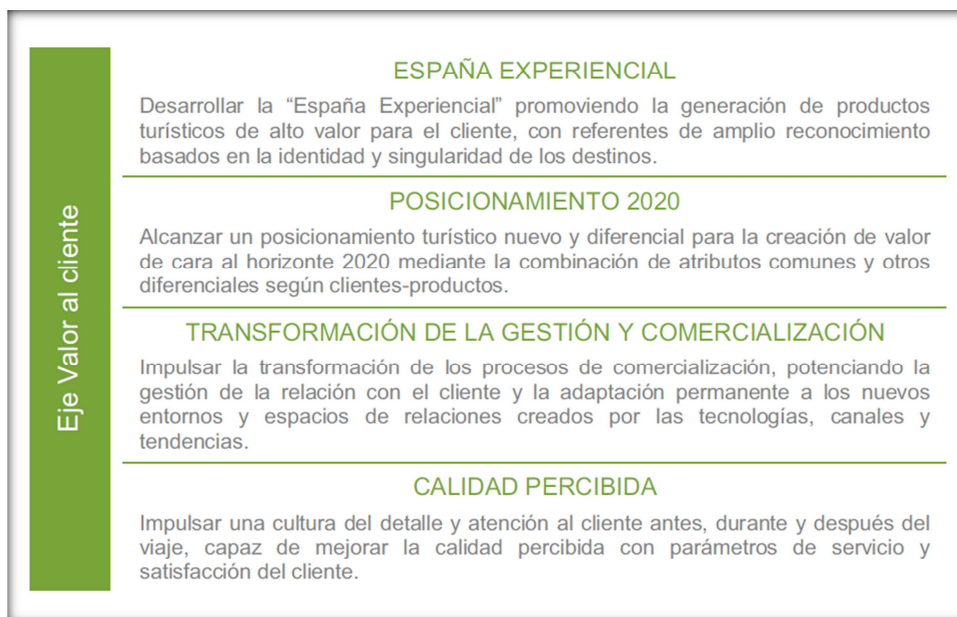 Eje Valor al cliente
ESPAÑA EXPERIENCIAL
Desarrollar la “España Experiencial” promoviendo la generación de productos
turísticos de alto valor para el cliente, con referentes de amplio reconocimiento
basados en la identidad y singularidad de los destinos.
POSICIONAMIENTO 2020
Alcanzar un posicionamiento turístico nuevo y diferencial para la creación de valor
de cara al horizonte 2020 mediante la combinación de atributos comunes y otros
diferenciales según clientes-productos.
TRANSFORMACIÓN DE LA GESTIÓN Y COMERCIALIZACIÓN
Impulsar la transformación de los procesos de comercialización, potenciando la
gestión de la relación con el cliente y la adaptación permanente a los nuevos
entornos y espacios de relaciones creados por las tecnologías, canales y
tendencias.
CALIDAD PERCIBIDA
Impulsar una cultura del detalle y atención al cliente antes, durante y después del
viaje, capaz de mejorar la calidad percibida con parámetros de servicio y
satisfacción del cliente.